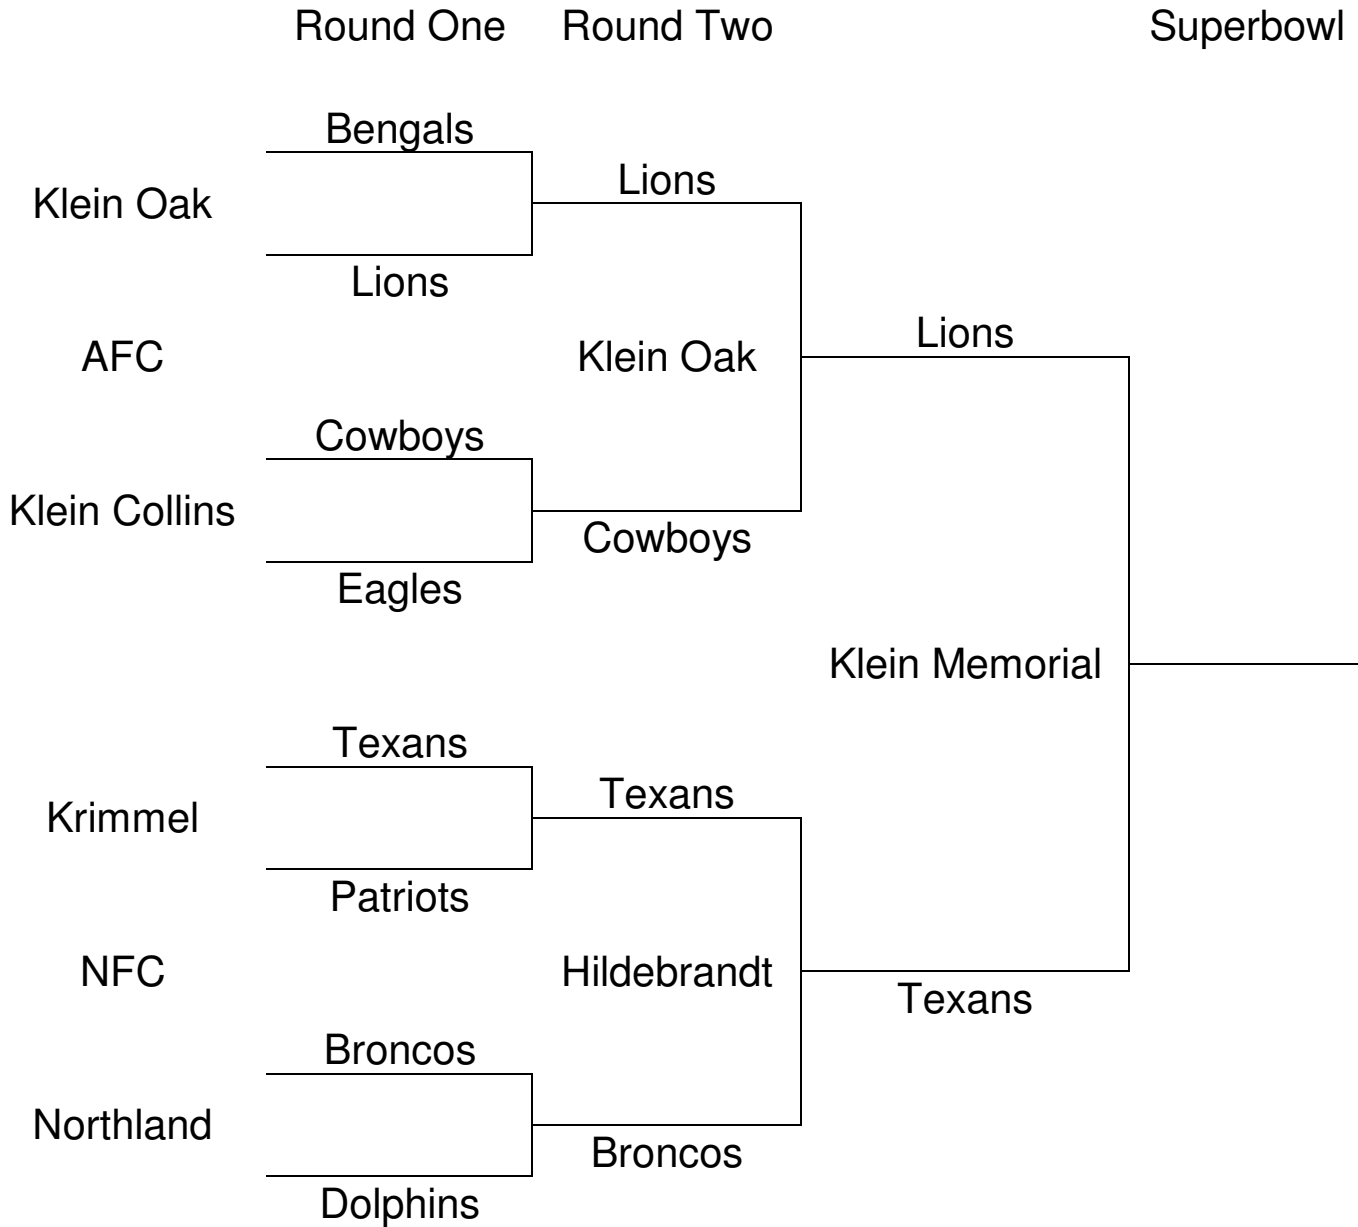 Round One Round Two Superbowl
Bengals
Lions
Klein Oak
Lions
Lions
AFC Klein Oak
Cowboys
Klein Collins
Cowboys
Eagles
Klein Memorial
Texans
Texans
Krimmel
Patriots
NFC Hildebrandt
Texans
Broncos
Northland
Broncos
Dolphins